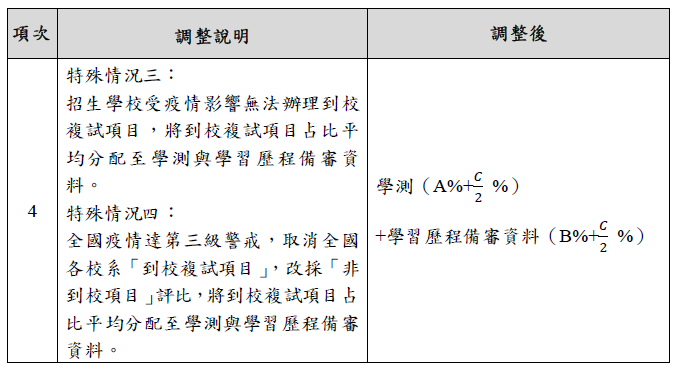 項次
調整說明
調整後
4
特殊情況三：
招生學校受疫情影響無法辦理到校
複試項目，將到校複試項目占比平
均分配至學測與學習歷程備審資
料。
特殊情況四：
全國疫情達第三級警戒，取消全國
各校系「到校複試項目」，改採「非
到校項目」評比，將到校複試項目占
比平均分配至學測與學習歷程備審
資料。
學測（A%+C/2 %）
+學習歷程備審資料（B%+C/2 %）